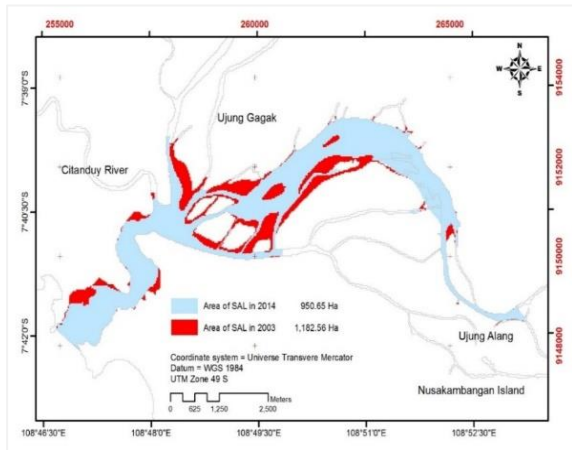 255000 260000 265000
N
W E
S
7°39'0"S
9154000
Ujung Gagak
Citanduy River
9152000
7°40'30"S
9150000
Area of SAL in 2014 950.65 Ha
Area of SAL in 2003 1,182.56 Ha
7°42'0"S
Ujung Alang
9148000
Coordinate system = Universe Transvere Mercator
Datum = WGS 1984
UTM Zone 49 S
Nusakambangan Island
Meters
0 625 1,250 2,500
108°46'30"E 108°48'0"E 108°49'30"E 108°51'0"E 108°52'30"E